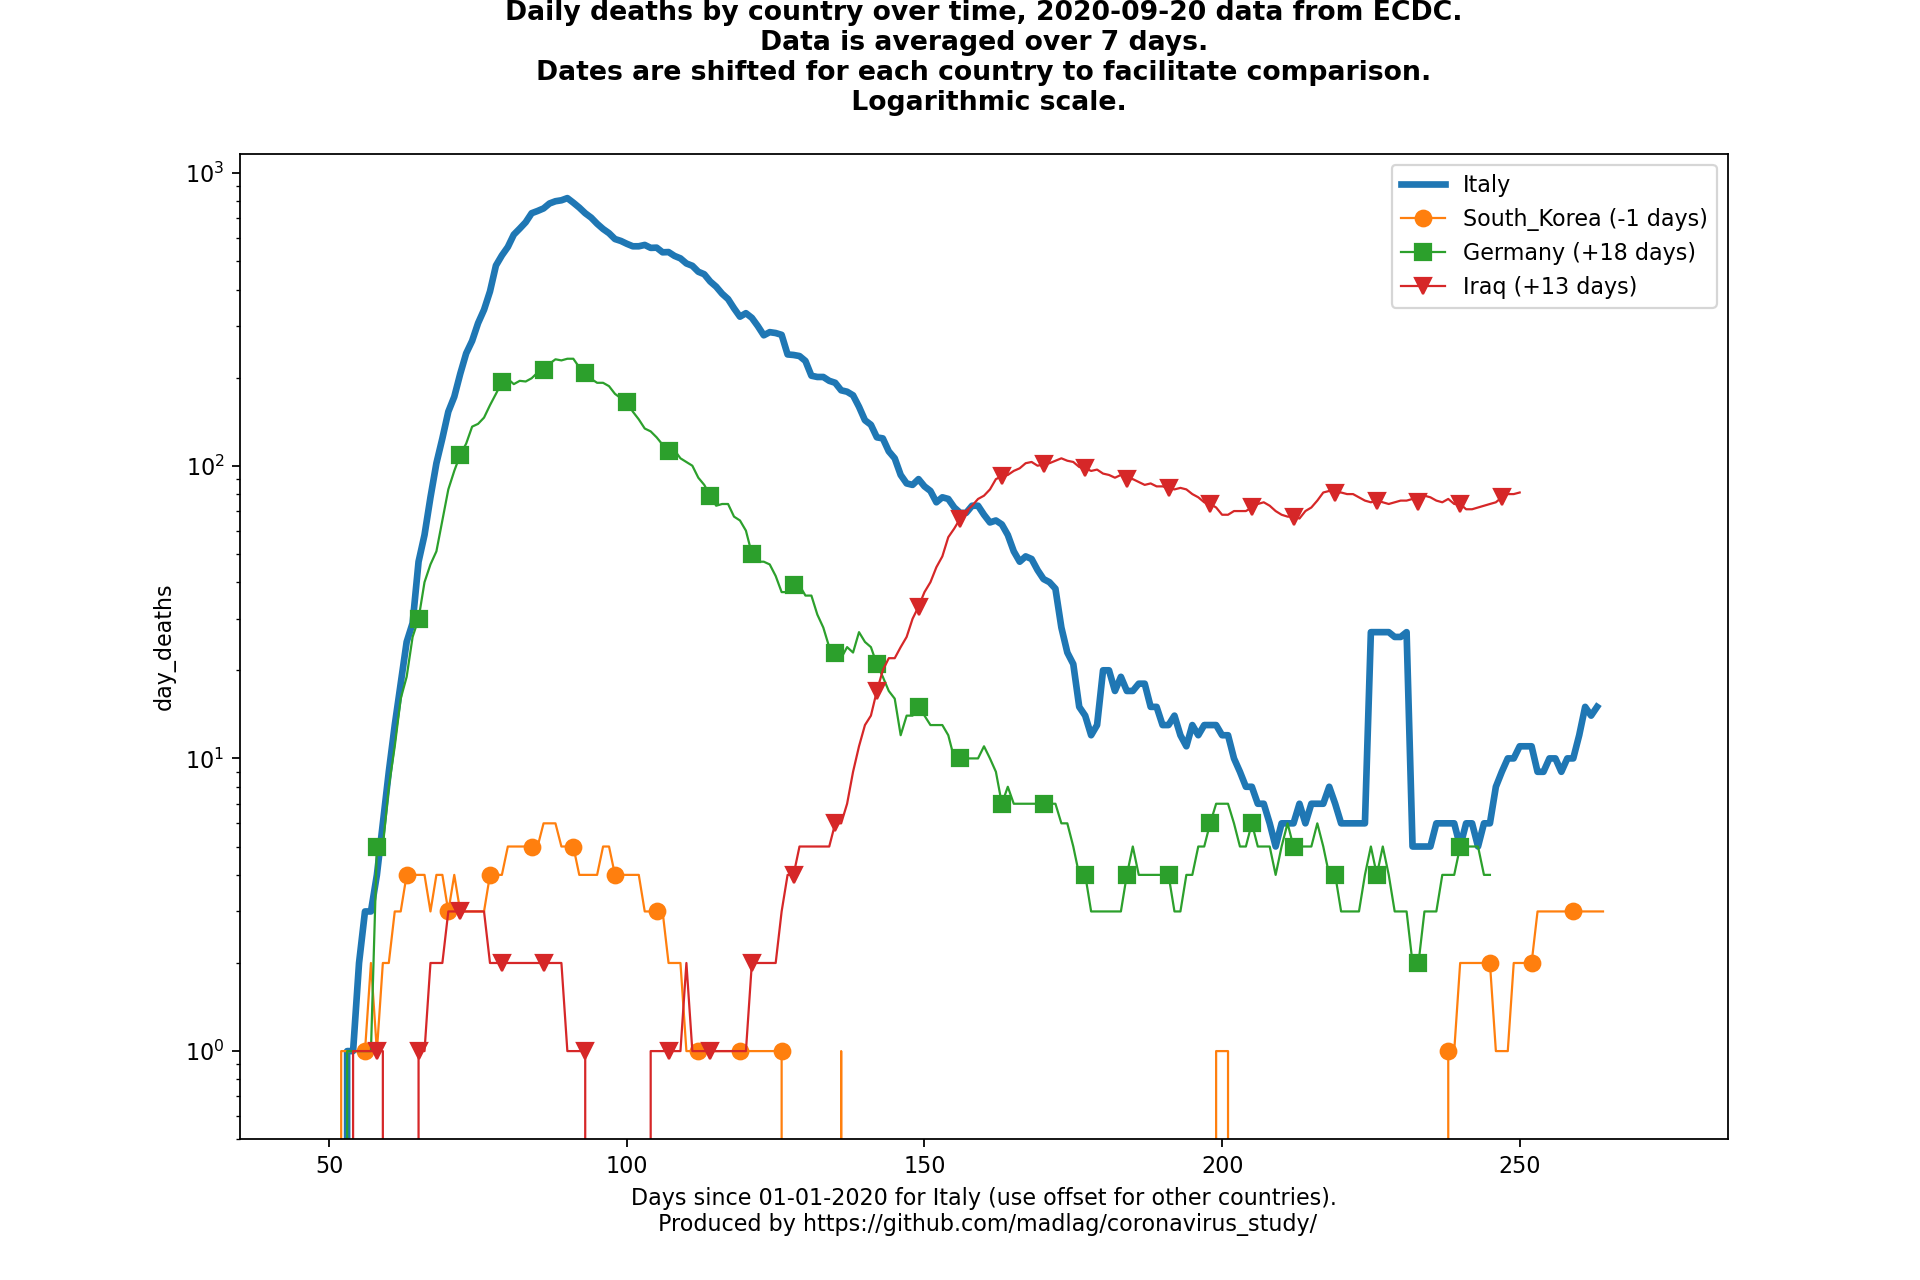 Daily deaths by country over time, 2020-09-20 data from ECDC.
Data is averaged over 7 days.
Dates are shifted for each country to facilitate comparison.
Logarithmic scale.
10³
10²
10¹
10⁰
day_deaths
Italy
South_Korea (-1 days)
Germany (+18 days)
Iraq (+13 days)
50 100 150 200 250
Days since 01-01-2020 for Italy (use offset for other countries).
Produced by https://github.com/madlag/coronavirus_study/